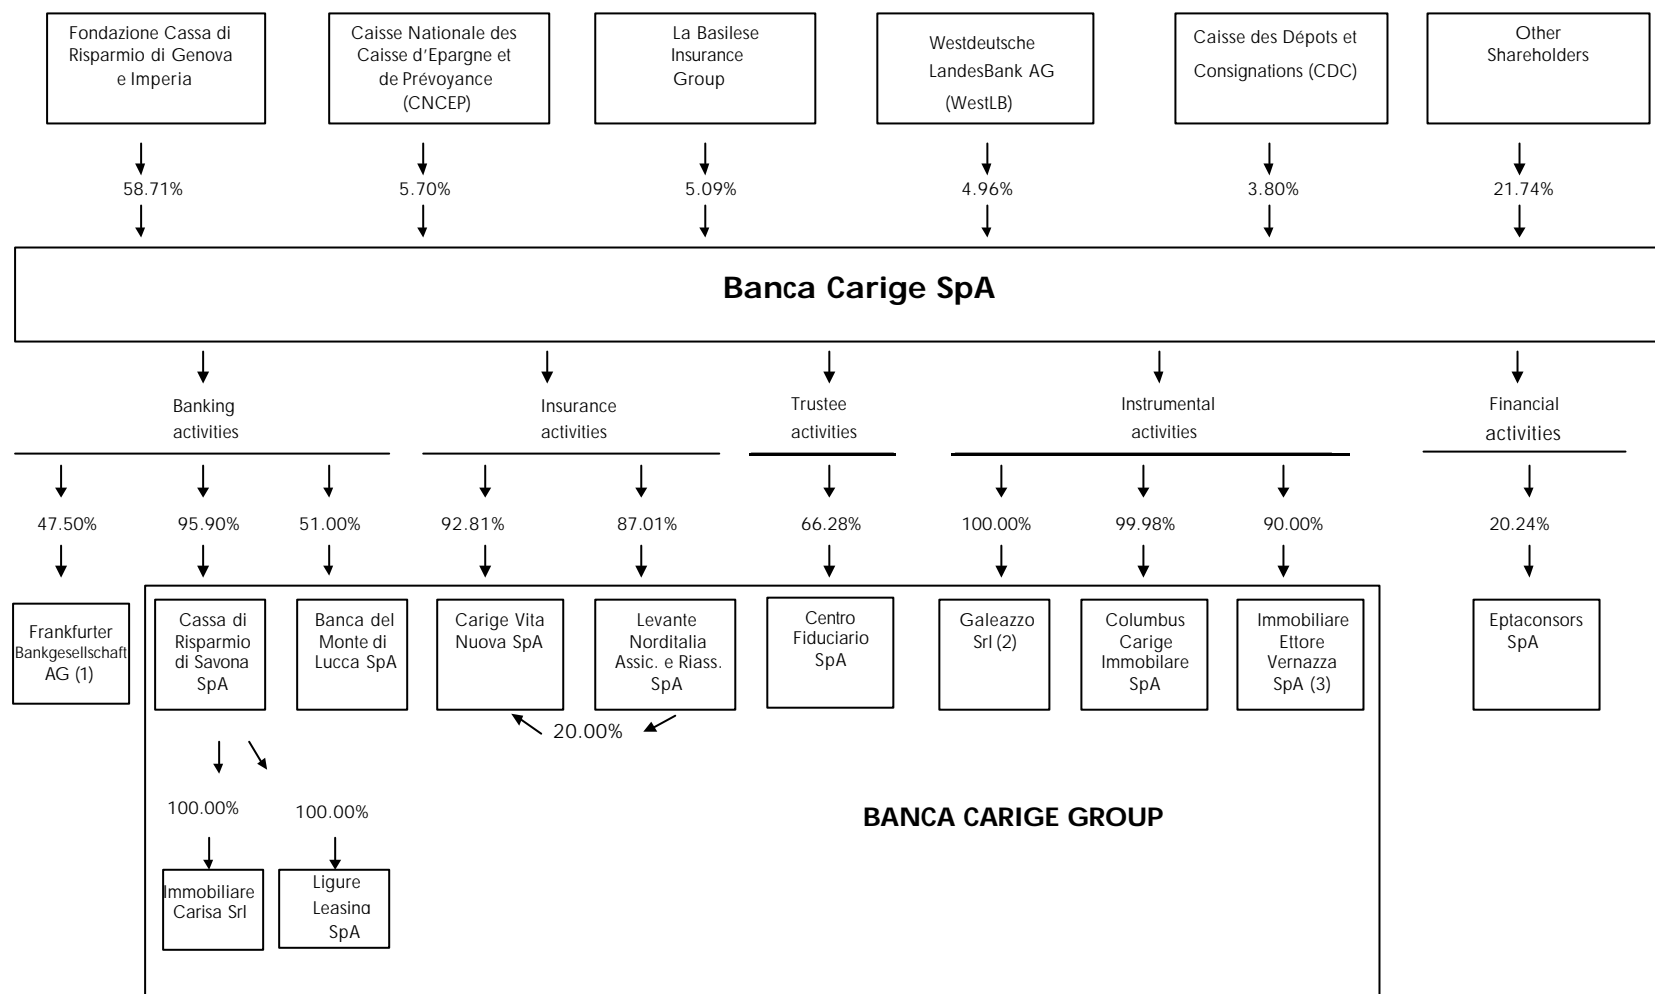 Fondazione Cassa di
Risparmio di Genova
e Imperia
Caisse Nationale des
Caisse d'Epargne et
de Prévoyance
(CNCEP)
La Basilese
Insurance
Group
Westdeutsche
LandesBank AG
(WestLB)
Caisse des Dépots et
Consignations (CDC)
Other
Shareholders
58.71%
5.70%
5.09%
4.96%
3.80%
21.74%
Banca Carige SpA
Banking
activities
Insurance
activities
Trustee
activities
Instrumental
activities
Financial
activities
47.50%
95.90%
51.00%
92.81%
87.01%
66.28%
100.00%
99.98%
90.00%
20.24%
Frankfurter
Bankgesellschaft
AG (1)
Cassa di
Risparmio
di Savona
SpA
Banca del
Monte di
Lucca SpA
Carige Vita
Nuova SpA
Levante
Norditalia
Assic. e Riass.
SpA
Centro
Fiduciario
SpA
Galeazzo
Srl (2)
Columbus
Carige
Immobilare
SpA
Immobiliare
Ettore
Vernazza
SpA (3)
Eptaconsors
SpA
20.00%
100.00%
100.00%
BANCA CARIGE GROUP
Immobiliare
Carisa Srl
Ligure
Leasing
SpA